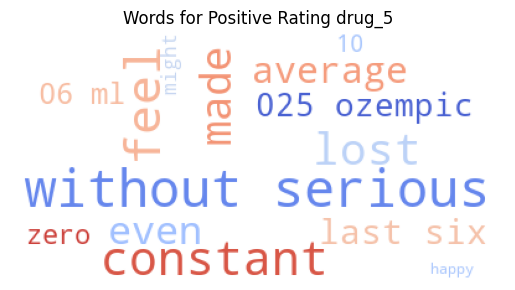 Words for Positive Rating drug_5
10
might
feel
made
average
06 ml
025 ozempic
lost
without serious
even
last six
zero
constant
happy